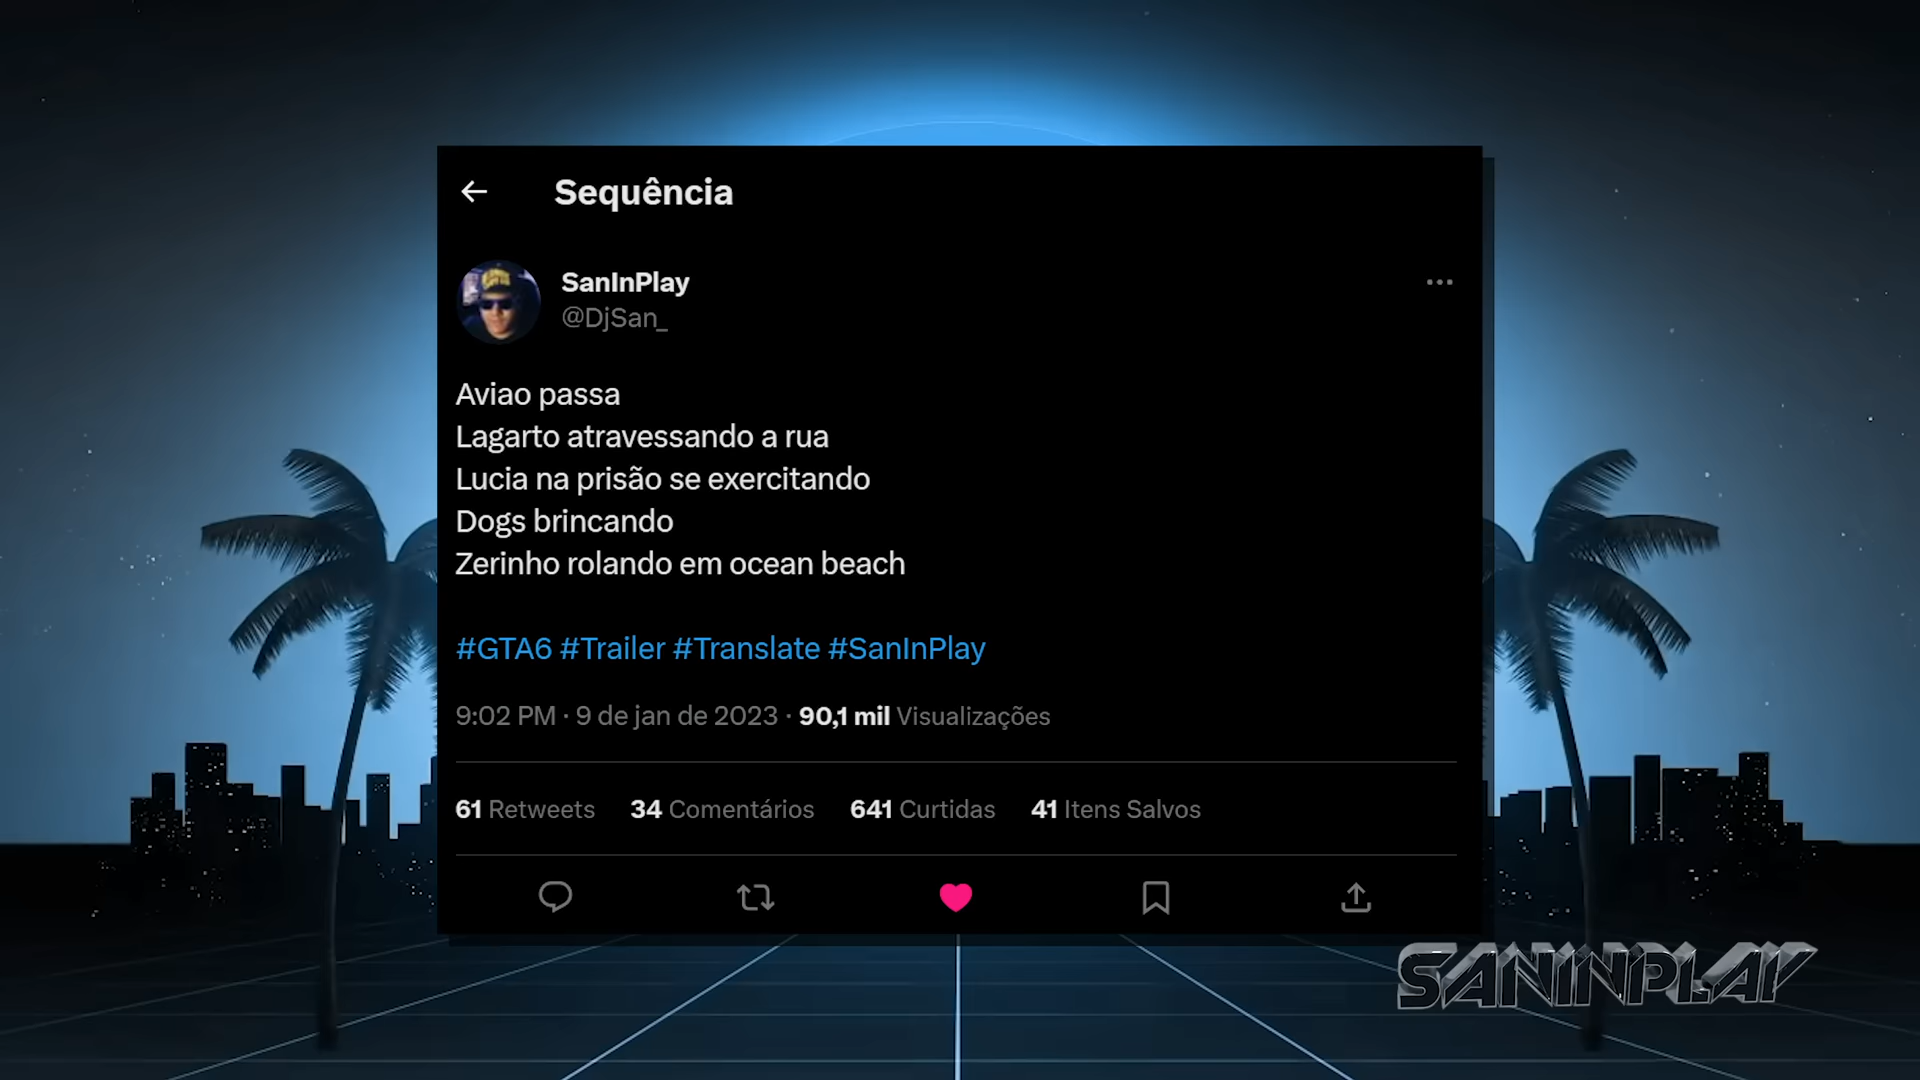 Sequência
SanInPlay
@DjSan_
Aviao passa
Lagarto atravessando a rua
Lucia na prisão se exercitando
Dogs brincando
Zerinho rolando em ocean beach
#GTA6 #Trailer #Translate #SanInPlay
9:02 PM · 9 de jan de 2023 · 90,1 mil Visualizações
61 Retweets 34 Comentários 641 Curtidas 41 Itens Salvos
SANINPLAY